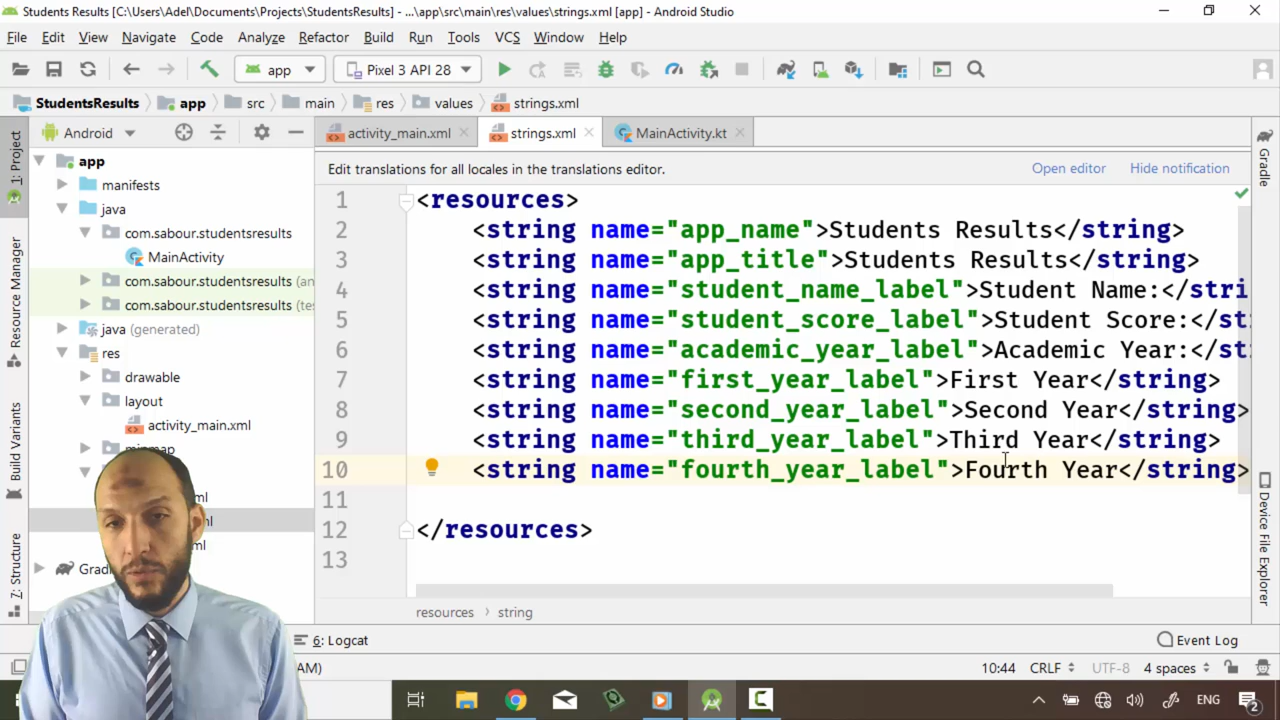 Students Results [C:\Users\Adel\Documents\Projects\StudentsResults] - ...\app\src\main\res\values\strings.xml [app] - Android Studio
File Edit View Navigate Code Analyze Refactor Build Run Tools VCS Window Help
app Pixel 3 API 28
StudentsResults app src main res values strings.xml
Android activity_main.xml strings.xml MainActivity.kt
1: Project
Resource Manager
Build Variants
Z: Structure
app
manifests
java
com.sabour.studentsresults
MainActivity
com.sabour.studentsresults (an
com.sabour.studentsresults (tes
java (generated)
res
drawable
layout
activity_main.xml
ml
ml
ml
Grad
Edit translations for all locales in the translations editor. Open editor Hide notification
1 <resources>
2 <string name="app_name">Students Results</string>
3 <string name="app_title">Students Results</string>
4 <string name="student_name_label">Student Name:</stri
5 <string name="student_score_label">Student Score:</st
6 <string name="academic_year_label">Academic Year:</st
7 <string name="first_year_label">First Year</string>
8 <string name="second_year_label">Second Year</string>
9 <string name="third_year_label">Third Year</string>
10 <string name="fourth_year_label">Fourth Year</string>
11
12 </resources>
13
resources › string
Gradle
Device File Explorer
6: Logcat Event Log
AM) 10:44 CRLF UTF-8 4 spaces
ENG 2